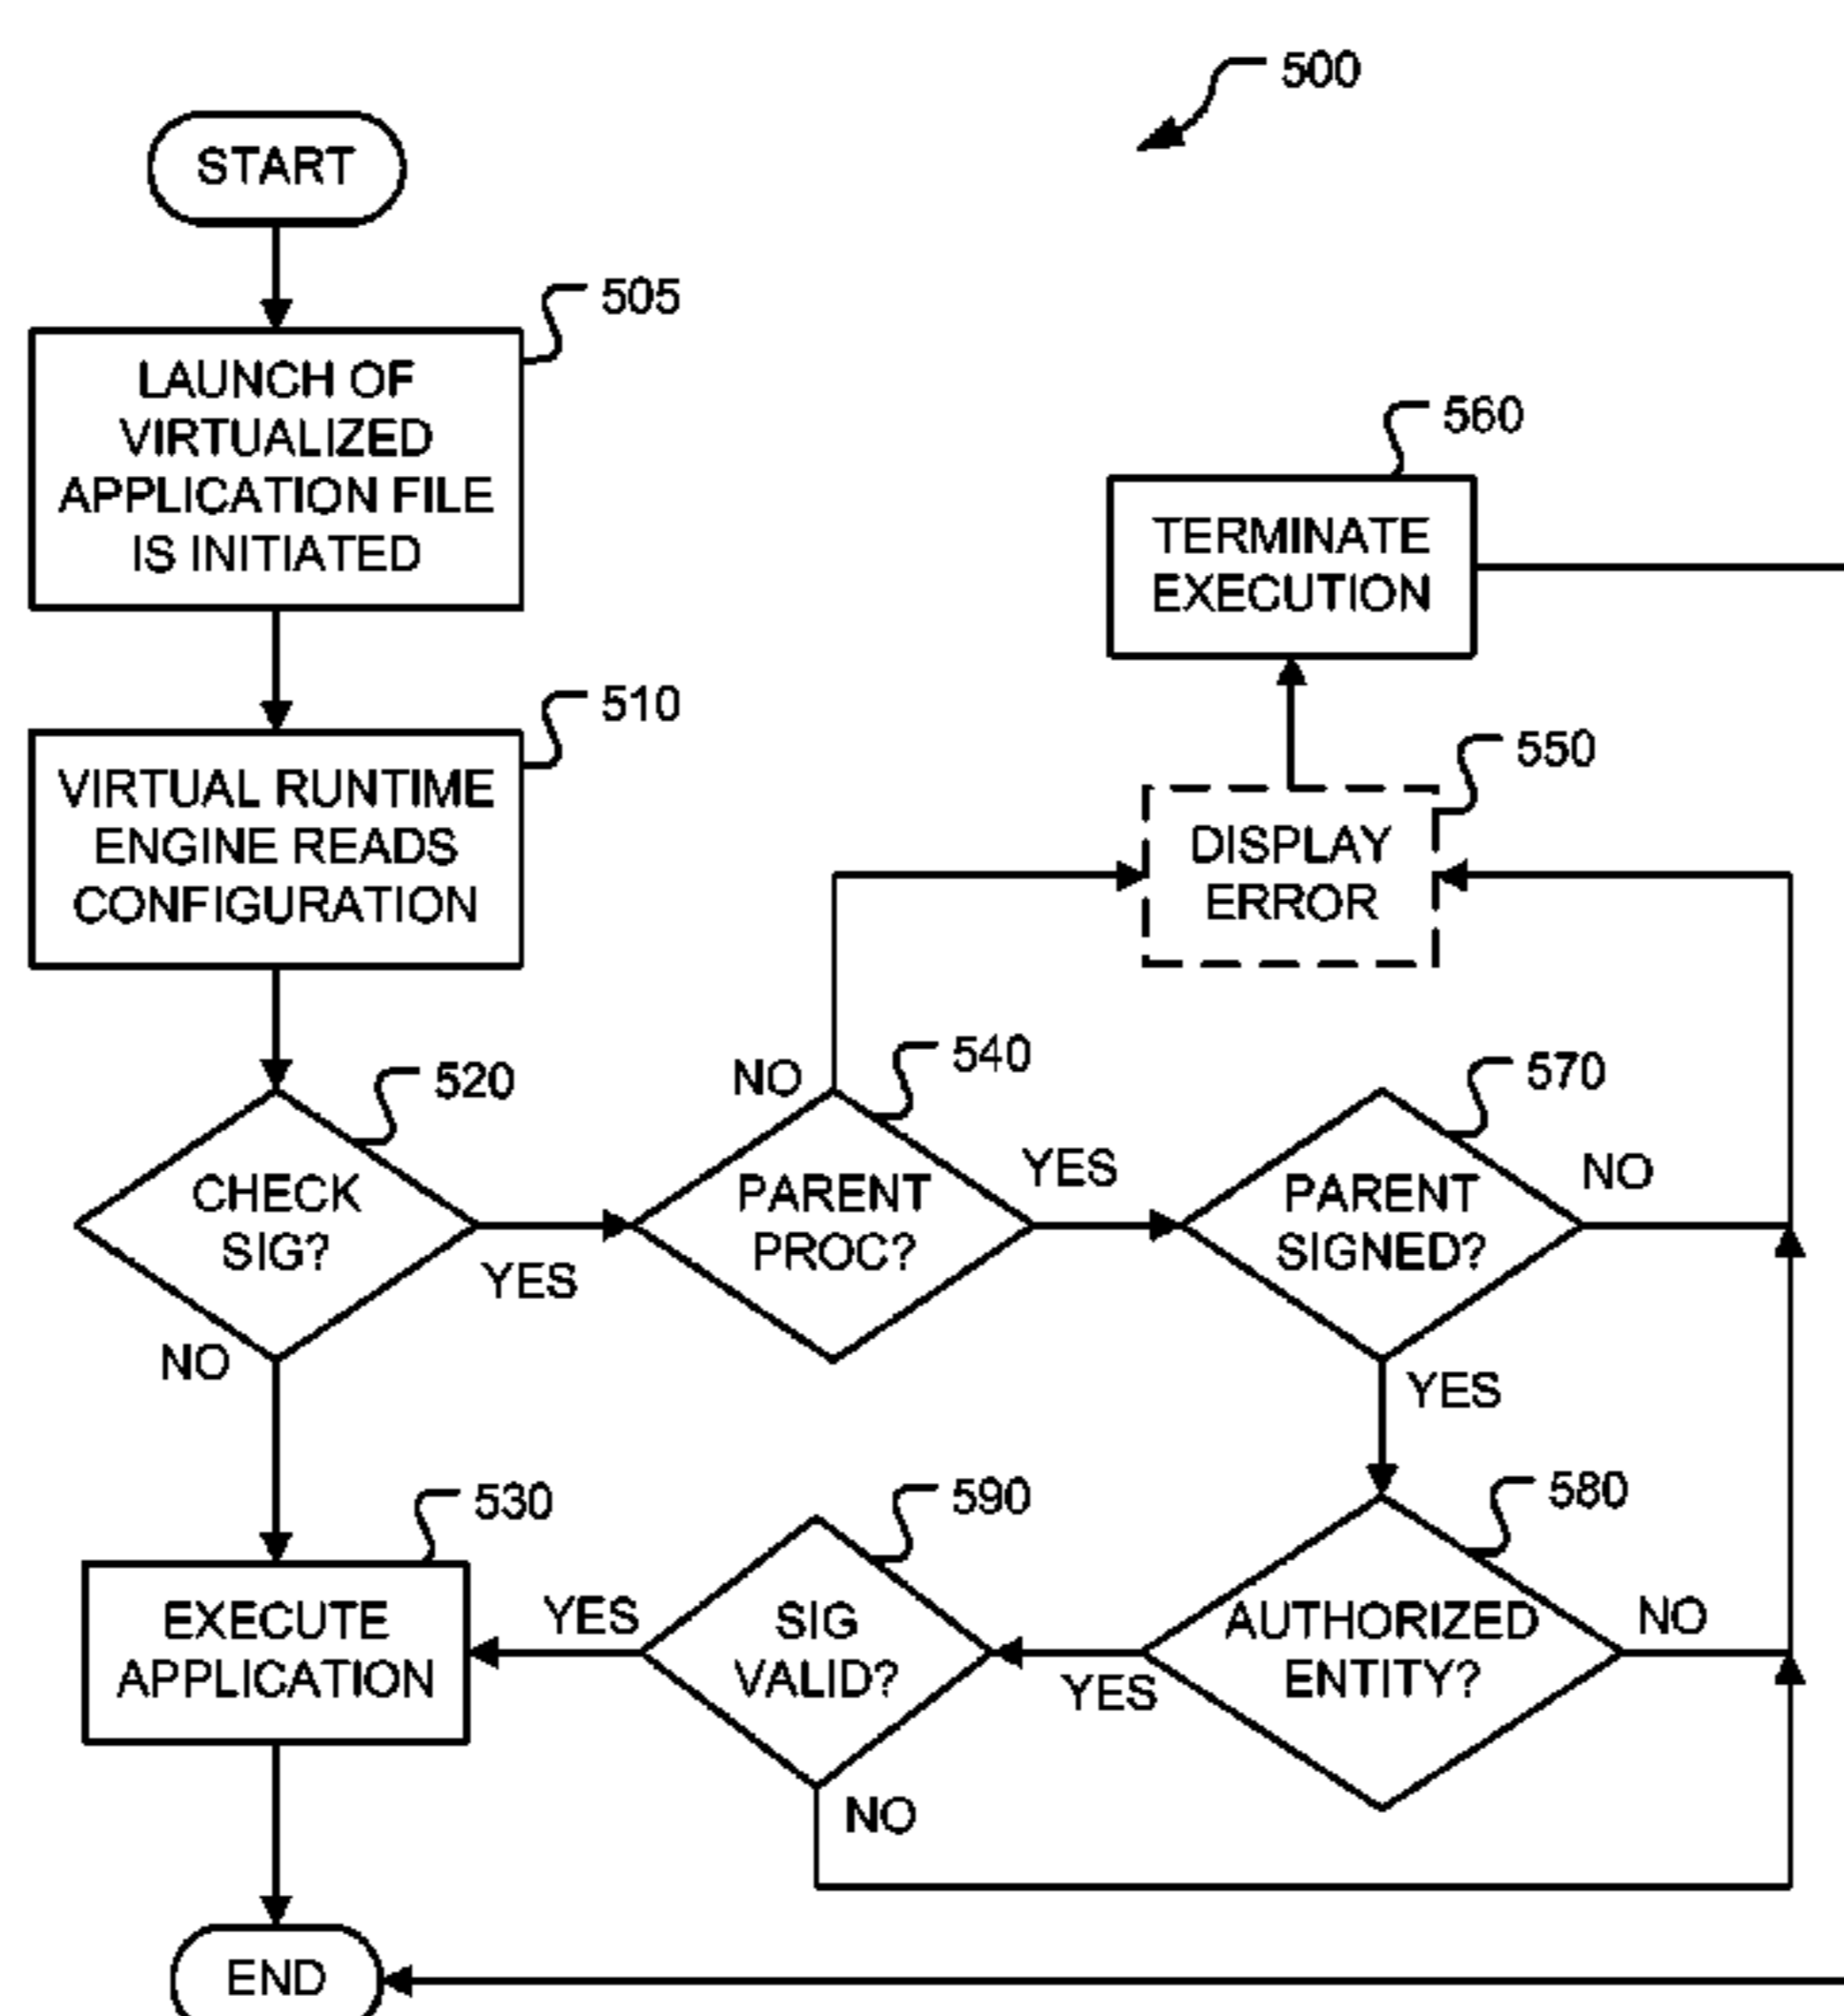 500
START
505
LAUNCH OF
VIRTUALIZED
APPLICATION FILE
IS INITIATED
560
TERMINATE
EXECUTION
510
VIRTUAL RUNTIME
ENGINE READS
CONFIGURATION
550
DISPLAY
ERROR
520
CHECK
SIG?
YES
NO
540
PARENT
PROC?
NO
YES
570
PARENT
SIGNED?
NO
YES
580
AUTHORIZED
ENTITY?
NO
YES
590
SIG
VALID?
YES
NO
530
EXECUTE
APPLICATION
END